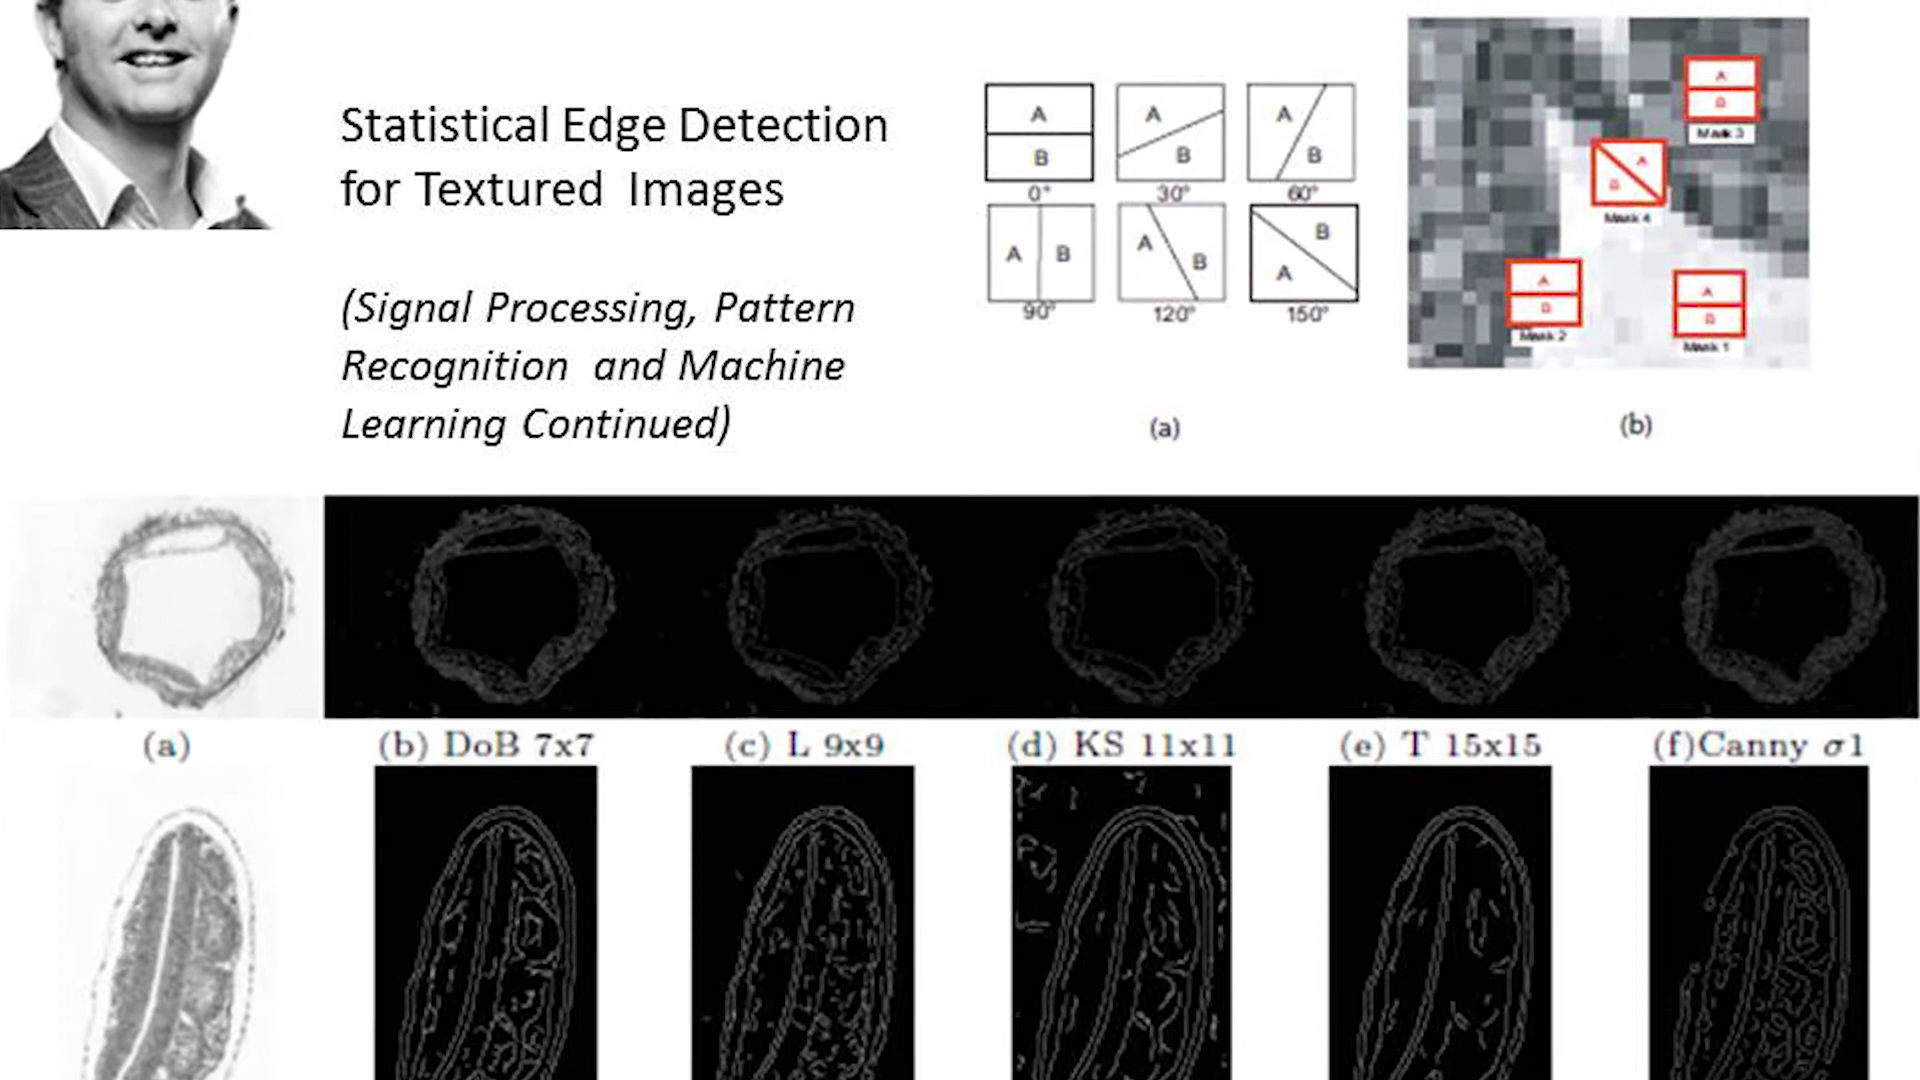 Statistical Edge Detection
for Textured Images
(Signal Processing, Pattern
Recognition and Machine
Learning Continued)
A
B
0°
A
B
30°
A
B
60°
A
B
90°
A
B
120°
B
A
150°
(a)
A
B
Mask 3
A
B
Mask 4
A
B
Mask 2
A
B
Mask 1
(b)
(a)
(b) DoB 7x7
(c) L 9x9
(d) KS 11x11
(e) T 15x15
(f)Canny σ1